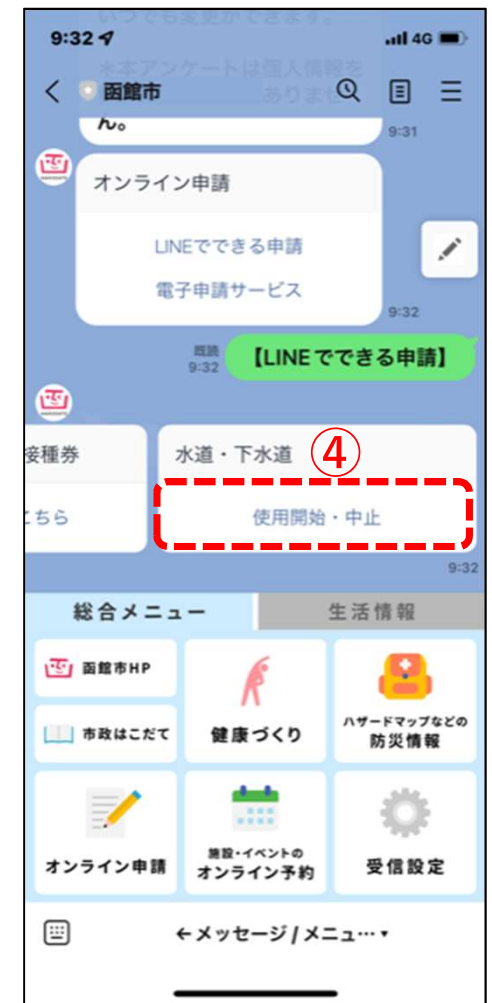 いつでも変更ができます。
9:32
4G
*本アンケートは個人情報を
ありませ
函館市
ん。
9:31
オンライン申請
LINEでできる申請
電子申請サービス
9:32
既読
9:32
【LINEでできる申請】
接種券
水道・下水道
④
こちら
使用開始・中止
9:32
総合メニュー
生活情報
函館市HP
市政はこだて
健康づくり
ハザードマップなどの
防災情報
オンライン申請
施設・イベントの
オンライン予約
受信設定
←メッセージ / メニュ…▼